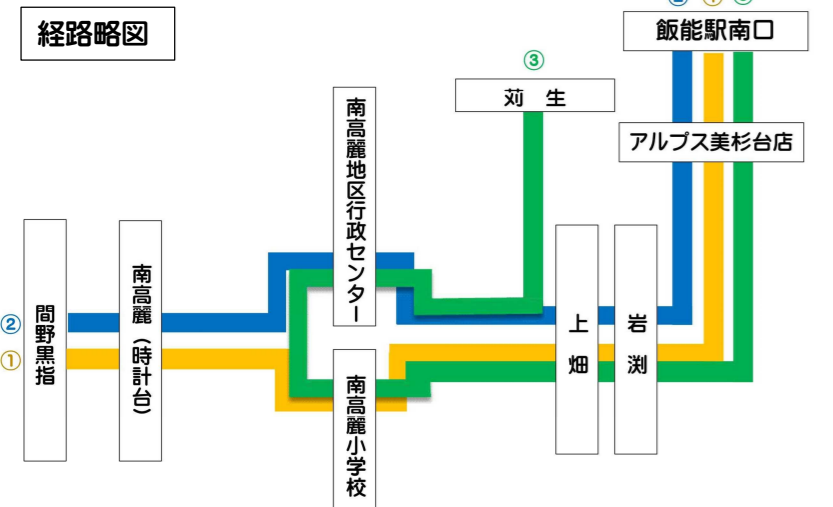 経路略図
② ① ③
飯能駅南口
③
苅 生
アルプス美杉台店
南高麗地区行政センター
間野黒指
南高麗(時計台)
上畑
岩渕
②
①
南高麗小学校